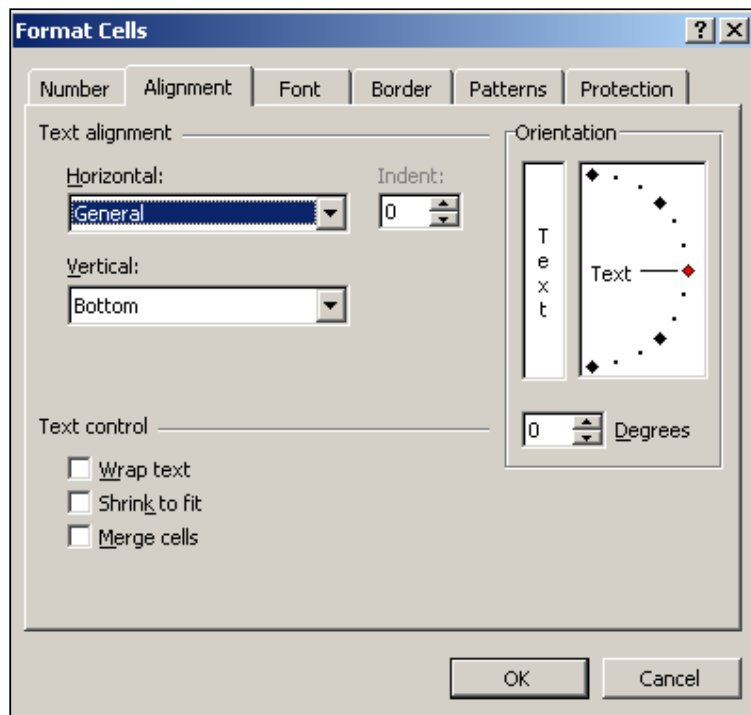 Format Cells
Number Alignment Font Border Patterns Protection
Text alignment
Horizontal:
General
Indent:
0
Vertical:
Bottom
Text control
Wrap text
Shrink to fit
Merge cells
Orientation
T
e
x
t
Text
0 Degrees
OK Cancel